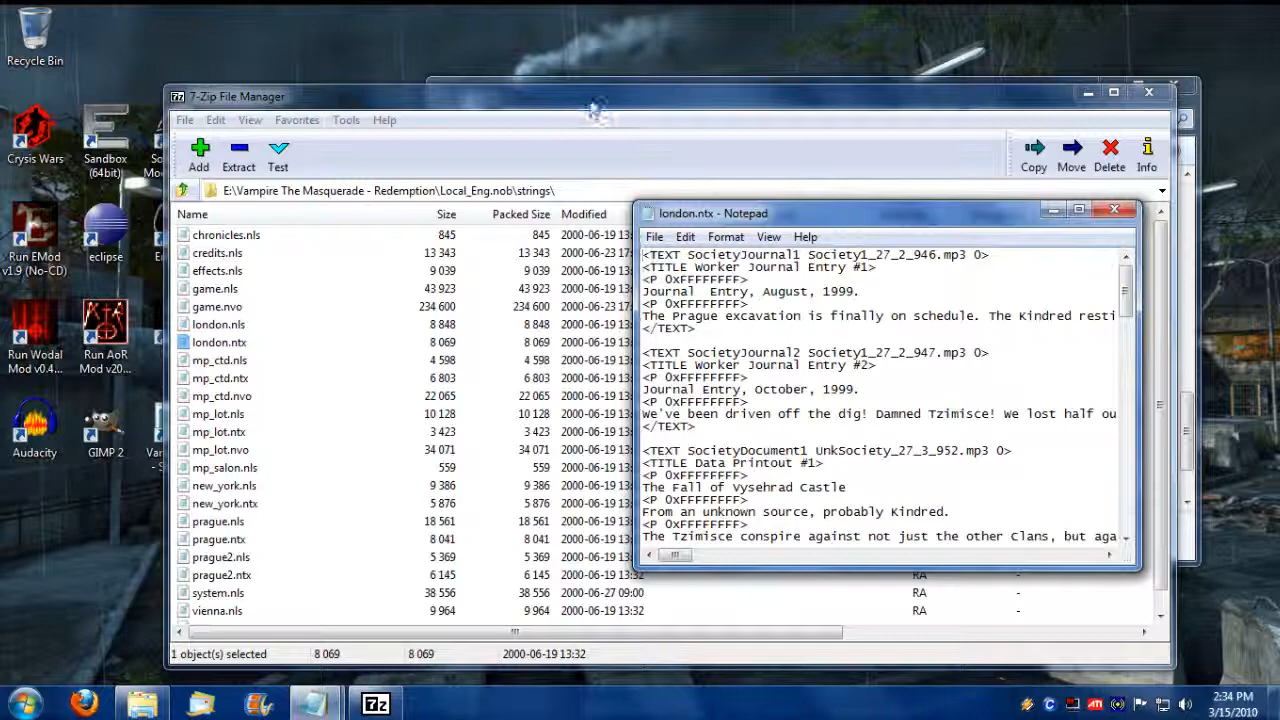 Recycle Bin
Crysis Wars
Sandbox
(64bit)
Run EMod
v1.9 (No-CD)
eclipse
Run Wodal
Mod v0.4...
Run AoR
Mod v20...
Audacity
GIMP 2
7-Zip File Manager
File Edit View Favorites Tools Help
Add Extract Test Copy Move Delete Info
E:\Vampire The Masquerade - Redemption\Local_Eng.nob\strings\
Name Size Packed Size Modified
chronicles.nls 845 845 2000-06-19 13:
credits.nls 13 343 13 343 2000-06-23 17:
effects.nls 9 039 9 039 2000-06-19 13:
game.nls 43 923 43 923 2000-06-19 13:
game.nvo 234 600 234 600 2000-06-19 13:
london.nls 8 848 8 848 2000-06-19 13:
london.ntx 8 069 8 069 2000-06-19 13:
mp_ctd.nls 4 598 4 598 2000-06-19 13:
mp_ctd.ntx 6 803 6 803 2000-06-19 13:
mp_ctd.nvo 22 065 22 065 2000-06-19 13:
mp_lot.nls 10 128 10 128 2000-06-19 13:
mp_lot.ntx 3 423 3 423 2000-06-19 13:
mp_lot.nvo 34 071 34 071 2000-06-19 13:
mp_salon.nls 559 559 2000-06-19 13:
new_york.nls 9 386 9 386 2000-06-19 13:
new_york.ntx 5 876 5 876 2000-06-19 13:
prague.nls 18 561 18 561 2000-06-19 13:
prague.ntx 8 041 8 041 2000-06-19 13:
prague2.nls 5 369 5 369 2000-06-19 13:
prague2.ntx 6 145 6 145 2000-06-19 13:32 RA -
system.nls 38 556 38 556 2000-06-27 09:00 RA -
vienna.nls 9 964 9 964 2000-06-19 13:32 RA -
1 object(s) selected 8 069 8 069 2000-06-19 13:32
london.ntx - Notepad
File Edit Format View Help
<TEXT SocietyJournal1 Society1_27_2_946.mp3 0>
<TITLE Worker Journal Entry #1>
<P 0xFFFFFFFF>
Journal Entry, August, 1999.
<P 0xFFFFFFFF>
The Prague excavation is finally on schedule. The Kindred resti
</TEXT>
<TEXT SocietyJournal2 Society1_27_2_947.mp3 0>
<TITLE Worker Journal Entry #2>
<P 0xFFFFFFFF>
Journal Entry, October, 1999.
<P 0xFFFFFFFF>
We've been driven off the dig! Damned Tzimisce! We lost half ou
</TEXT>
<TEXT SocietyDocument1 UnkSociety_27_3_952.mp3 0>
<TITLE Data Printout #1>
<P 0xFFFFFFFF>
The Fall of Vysehrad Castle
<P 0xFFFFFFFF>
From an unknown source, probably Kindred.
<P 0xFFFFFFFF>
The Tzimisce conspire against not just the other Clans, but aga
2:34 PM
3/15/2010